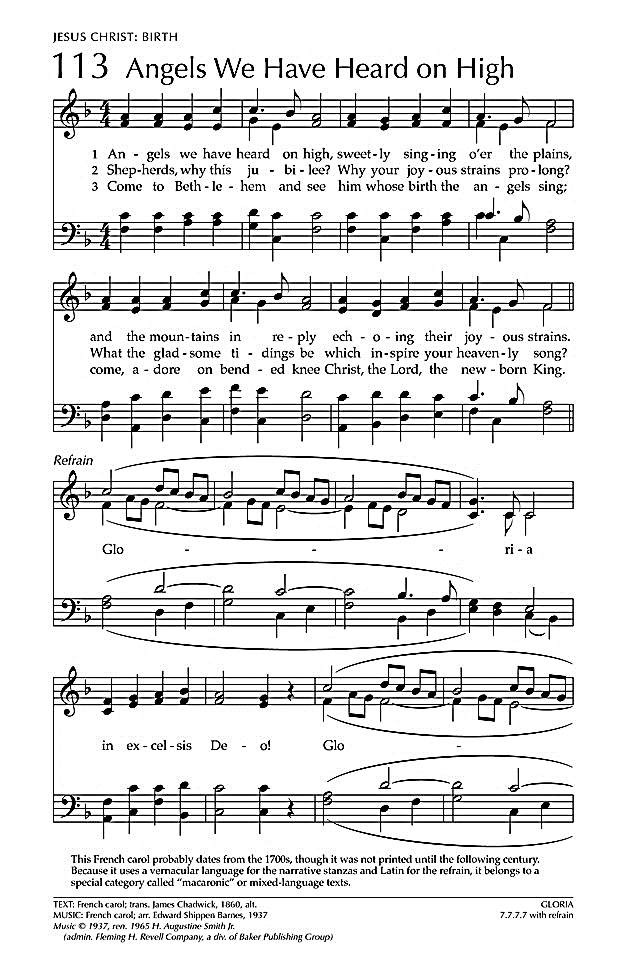 JESUS CHRIST: BIRTH
113 Angels We Have Heard on High
1 An - gels we have heard on high, sweet - ly sing - ing o'er the plains,
2 Shep - herds, why this ju - bi - lee? Why your joy - ous strains pro - long?
3 Come to Beth - le - hem and see him whose birth the an - gels sing;
and the moun - tains in re - ply ech - o - ing their joy - ous strains.
What the glad - some ti - dings be which in - spire your heaven - ly song?
come, a - dore on bend - ed knee Christ, the Lord, the new - born King.
Refrain
Glo - - - - ri - a
in ex - cel - sis De - o! Glo -
This French carol probably dates from the 1700s, though it was not printed until the following century.
Because it uses a vernacular language for the narrative stanzas and Latin for the refrain, it belongs to a
special category called “macaronic” or mixed-language texts.
TEXT: French carol; trans. James Chadwick, 1860, alt.
MUSIC: French carol; arr. Edward Shippen Barnes, 1937
Music © 1937, ren. 1965 H. Augustine Smith Jr.
(admin. Fleming H. Revell Company, a div. of Baker Publishing Group)
GLORIA
7.7.7.7 with refrain